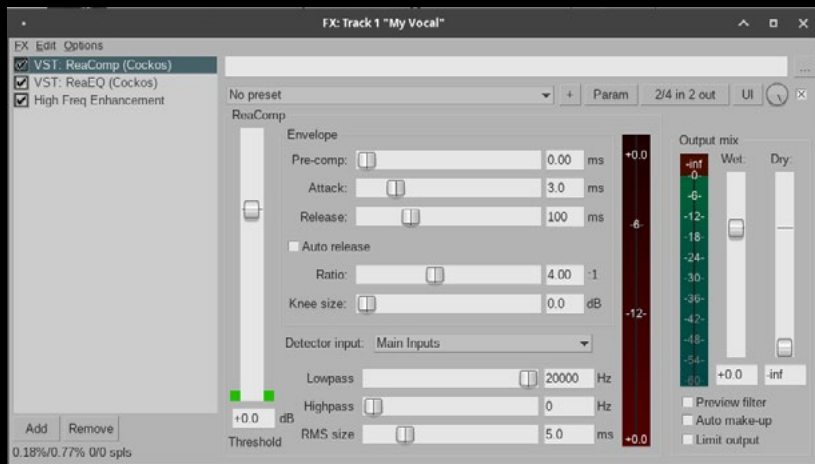 FX: Track 1 "My Vocal"
FX Edit Options
VST: ReaComp (Cockos)
VST: ReaEQ (Cockos)
High Freq Enhancement
...
No preset + Param 2/4 in 2 out UI
ReaComp
Envelope
Pre-comp: 0.00 ms
Attack: 3.0 ms
Release: 100 ms
Auto release
Ratio: 4.00 :1
Knee size: 0.0 dB
Detector input: Main Inputs
Lowpass 20000 Hz
Highpass 0 Hz
RMS size 5.0 ms
+0.0 dB
Threshold
+0.0
-6-
-12-
+0.0
Output mix
Wet: Dry:
-inf
-0-
-6-
-12-
-18-
-24-
-30-
-36-
-42-
-48-
-54-
-60-
+0.0 -inf
Preview filter
Auto make-up
Limit output
Add Remove
0.18%/0.77% 0/0 spls